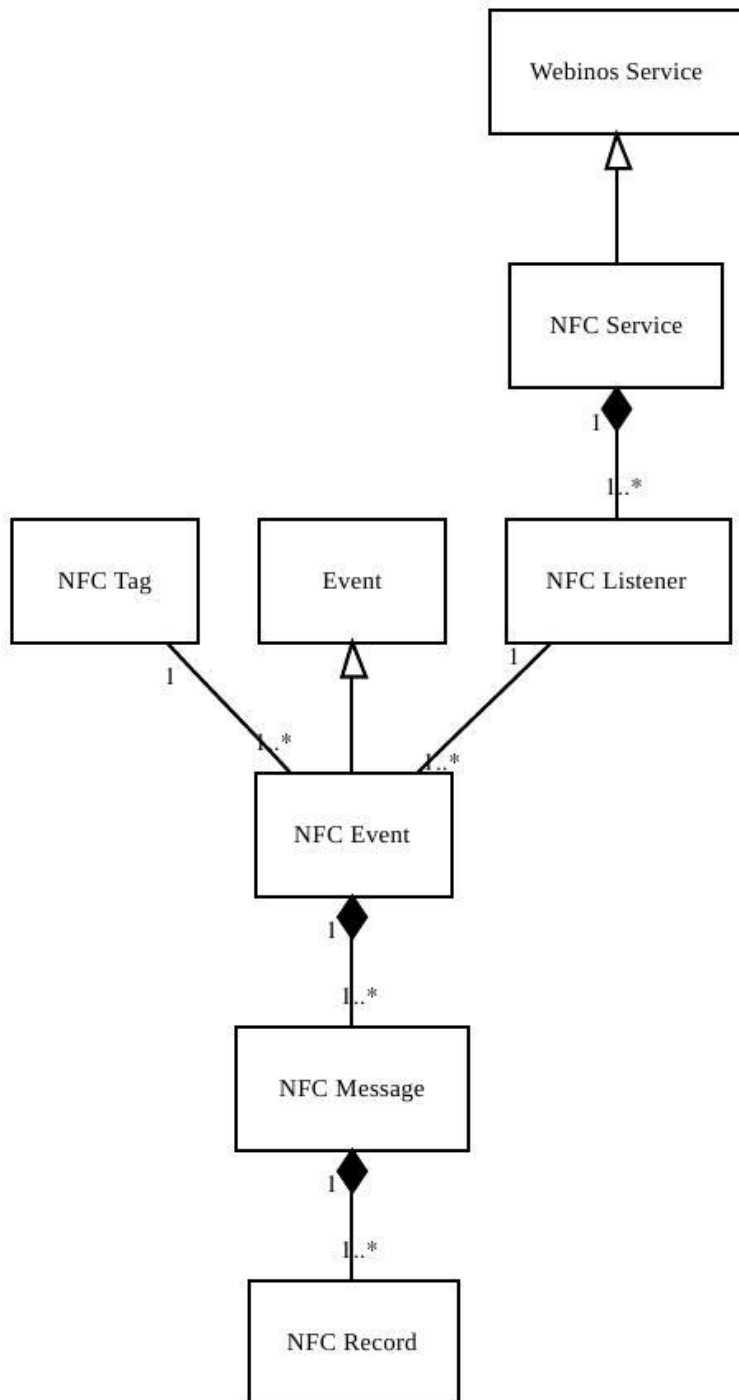 Webinos Service
NFC Service
1
1..*
NFC Tag
Event
NFC Listener
1
1
1..*
1..*
NFC Event
1
1..*
NFC Message
1
1..*
NFC Record